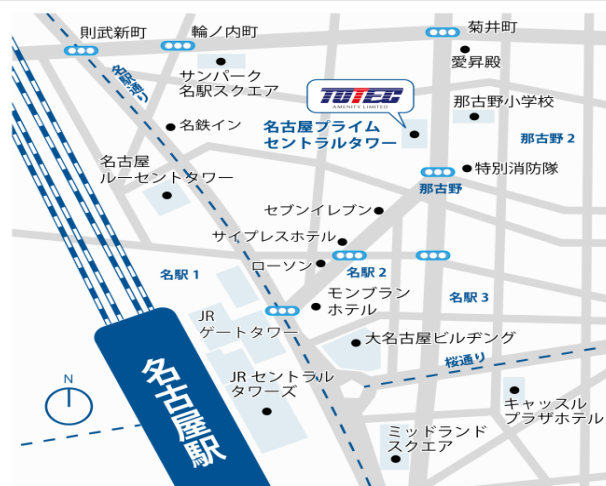 則武新町
輪ノ内町
菊井町
愛昇殿
サンパーク
名駅スクエア
名駅通り
TUTEC
AMENITY LIMITED
那古野小学校
名古屋プライム
セントラルタワー
那古野 2
名鉄イン
名古屋
ルーセントタワー
特別消防隊
那古野
セブンイレブン
サイプレスホテル
ローソン
名駅 1
名駅 2
名駅 3
モンブラン
ホテル
JR
ゲートタワー
大名古屋ビルヂング
桜通り
JR セントラル
タワーズ
名古屋駅
N
キャッスル
プラザホテル
ミッドランド
スクエア